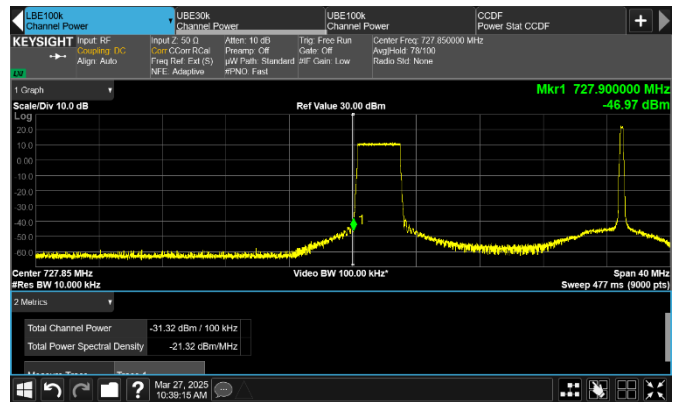 LBE100k
Channel Power
UBE30k
Channel Power
UBE100k
Channel Power
CCDF
Power Stat CCDF
KEYSIGHT
Input: RF
Coupling: DC
Align: Auto
Input Z: 50 Ω
Corr CCorr RCal
Freq Ref: Ext (S)
NFE: Adaptive
Atten: 10 dB
Preamp: Off
µW Path: Standard
#PNO: Fast
Trig: Free Run
Gate: Off
#IF Gain: Low
Center Freq: 727.850000 MHz
Avg|Hold: 78/100
Radio Std: None
LXI
1 Graph
Mkr1 727.900000 MHz
Scale/Div 10.0 dB
Ref Value 30.00 dBm
-46.97 dBm
Log
20.0
10.0
0.00
-10.0
-20.0
-30.0
-40.0
-50.0
-60.0
1
Center 727.85 MHz
Video BW 100.00 kHz*
Span 40 MHz
#Res BW 10.000 kHz
Sweep 477 ms (9000 pts)
2 Metrics
Total Channel Power -31.32 dBm / 100 kHz
Total Power Spectral Density -21.32 dBm/MHz
Mar 27, 2025
10:39:15 AM